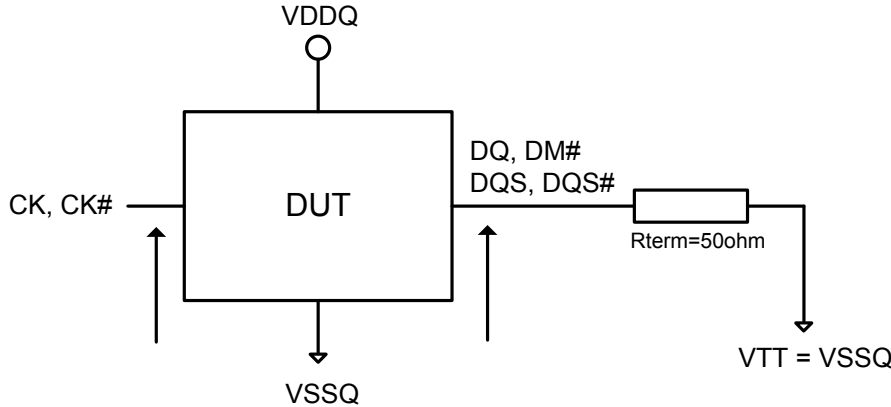 VDDQ
DQ, DM#
DQS, DQS#
CK, CK#
DUT
Rterm=50ohm
VTT = VSSQ
VSSQ